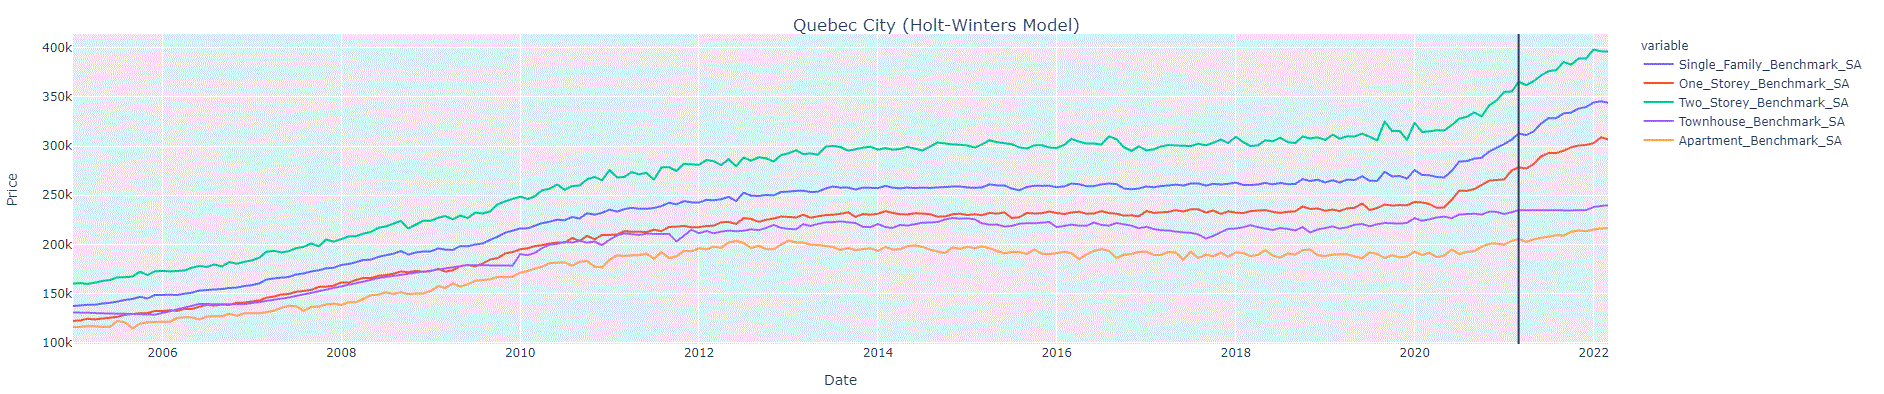 Quebec City (Holt-Winters Model)
400k
350k
300k
250k
200k
150k
100k
Price
2006 2008 2010 2012 2014 2016 2018 2020 2022
Date
variable
Single_Family_Benchmark_SA
One_Storey_Benchmark_SA
Two_Storey_Benchmark_SA
Townhouse_Benchmark_SA
Apartment_Benchmark_SA